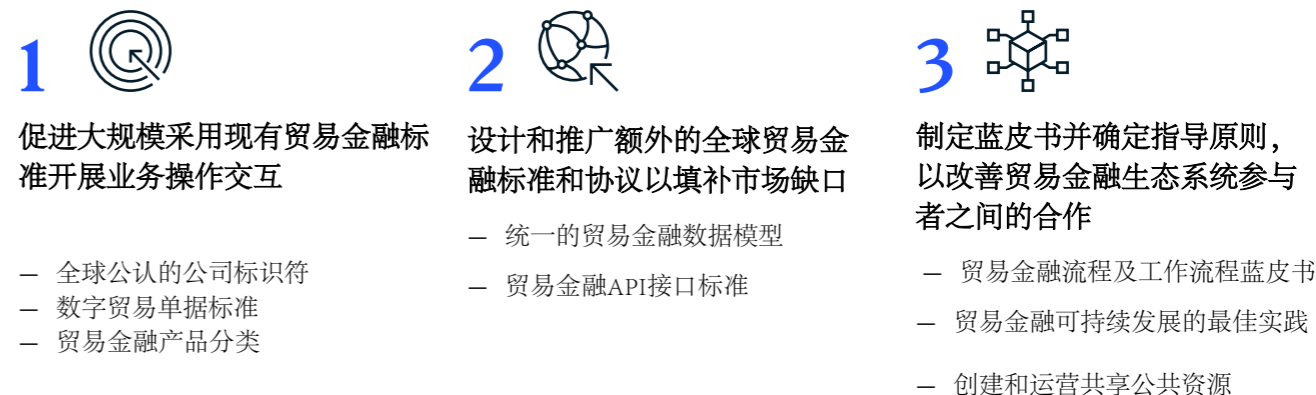 1
促进大规模采用现有贸易金融标
准开展业务操作交互
— 全球公认的公司标识符
— 数字贸易单据标准
— 贸易金融产品分类
2
设计和推广额外的全球贸易金
融标准和协议以填补市场缺口
— 统一的贸易金融数据模型
— 贸易金融API接口标准
3
制定蓝皮书并确定指导原则，
以改善贸易金融生态系统参与
者之间的合作
— 贸易金融流程及工作流程蓝皮书
— 贸易金融可持续发展的最佳实践
— 创建和运营共享公共资源